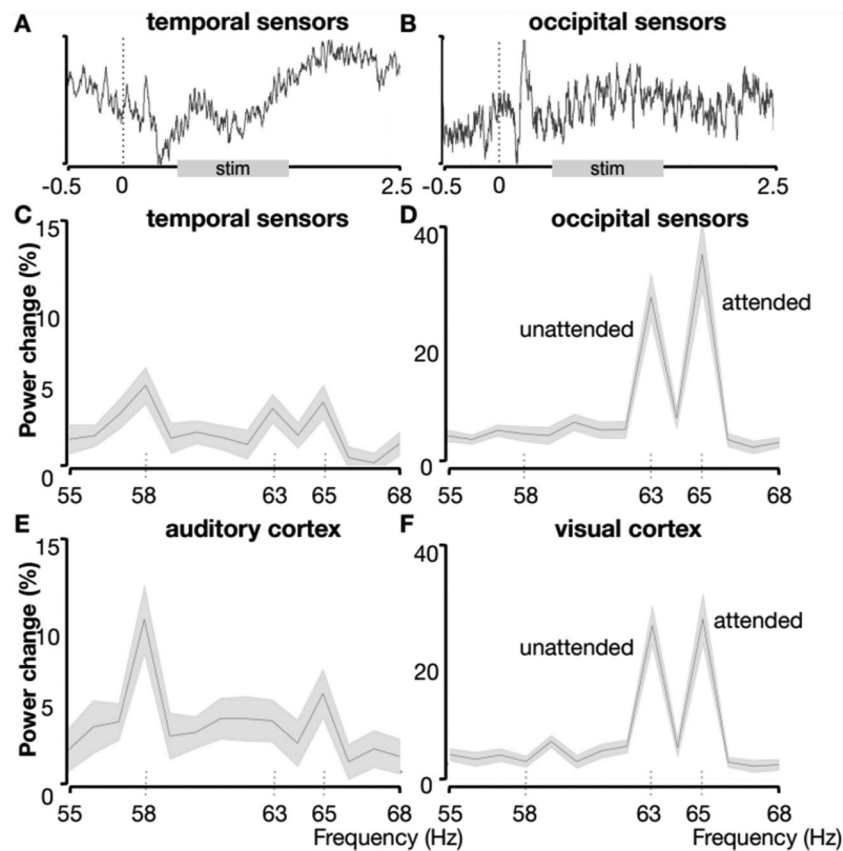 A temporal sensors
B occipital sensors
stim
stim
-0.5 0 2.5
-0.5 0 2.5
C temporal sensors
D occipital sensors
Power change (%)
15
10
5
0
40
20
0
unattended
attended
55 58 63 65 68
55 58 63 65 68
E auditory cortex
F visual cortex
Power change (%)
15
10
5
0
40
20
0
unattended
attended
55 58 63 65 68
55 58 63 65 68
Frequency (Hz)
Frequency (Hz)